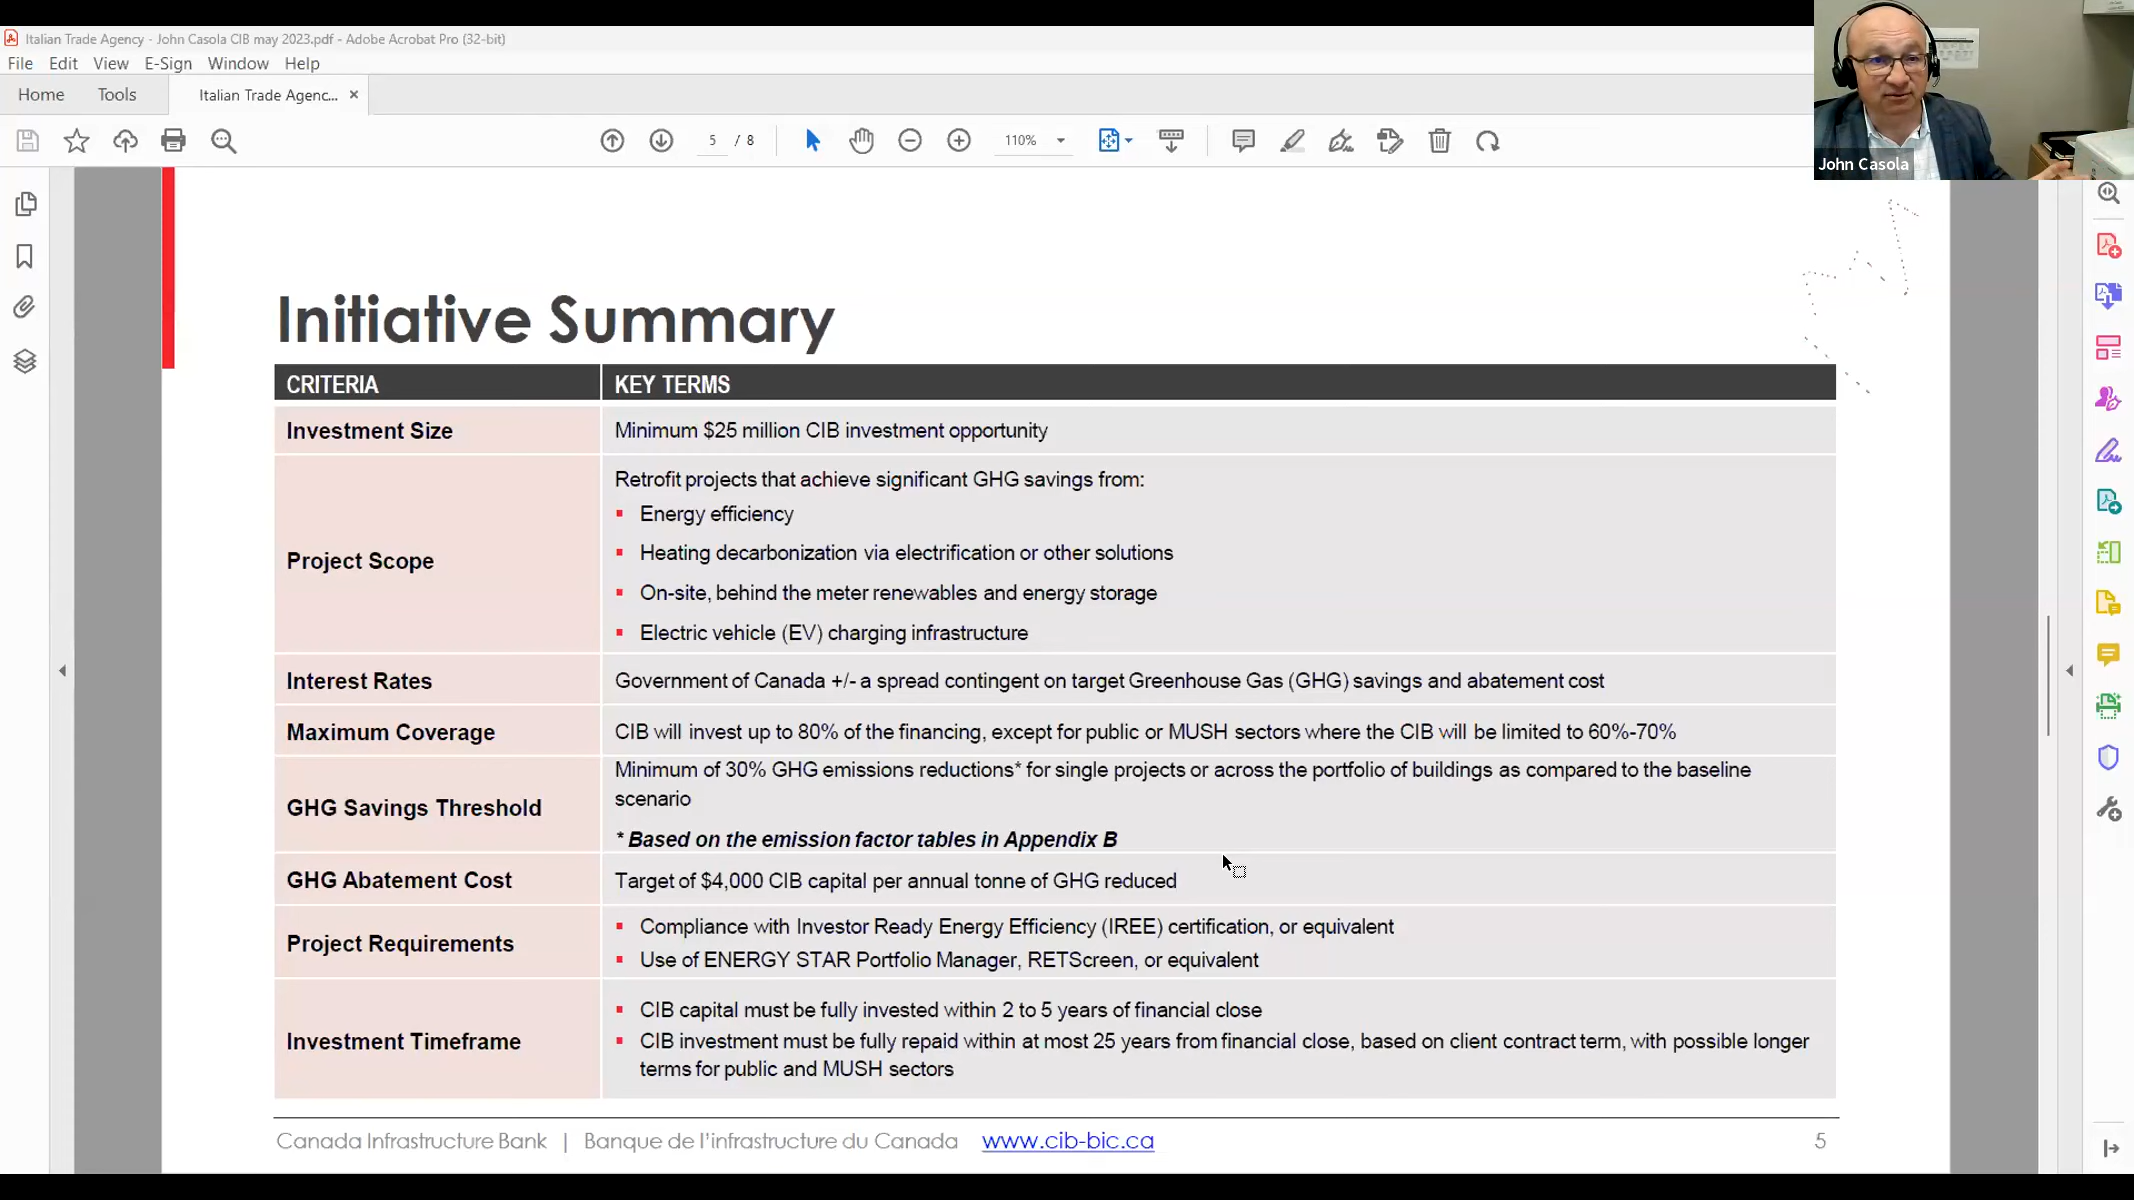 Italian Trade Agency - John Casola CIB may 2023.pdf - Adobe Acrobat Pro (32-bit)
File Edit View E-Sign Window Help
Home Tools Italian Trade Agenc... ×
5 / 8 110%
John Casola
Initiative Summary
CRITERIA KEY TERMS
Investment Size Minimum $25 million CIB investment opportunity
Project Scope
Retrofit projects that achieve significant GHG savings from:
Energy efficiency
Heating decarbonization via electrification or other solutions
On-site, behind the meter renewables and energy storage
Electric vehicle (EV) charging infrastructure
Interest Rates Government of Canada +/- a spread contingent on target Greenhouse Gas (GHG) savings and abatement cost
Maximum Coverage CIB will invest up to 80% of the financing, except for public or MUSH sectors where the CIB will be limited to 60%-70%
GHG Savings Threshold
Minimum of 30% GHG emissions reductions* for single projects or across the portfolio of buildings as compared to the baseline
scenario
* Based on the emission factor tables in Appendix B
GHG Abatement Cost Target of $4,000 CIB capital per annual tonne of GHG reduced
Project Requirements
Compliance with Investor Ready Energy Efficiency (IREE) certification, or equivalent
Use of ENERGY STAR Portfolio Manager, RETScreen, or equivalent
Investment Timeframe
CIB capital must be fully invested within 2 to 5 years of financial close
CIB investment must be fully repaid within at most 25 years from financial close, based on client contract term, with possible longer
terms for public and MUSH sectors
Canada Infrastructure Bank | Banque de l'infrastructure du Canada www.cib-bic.ca 5